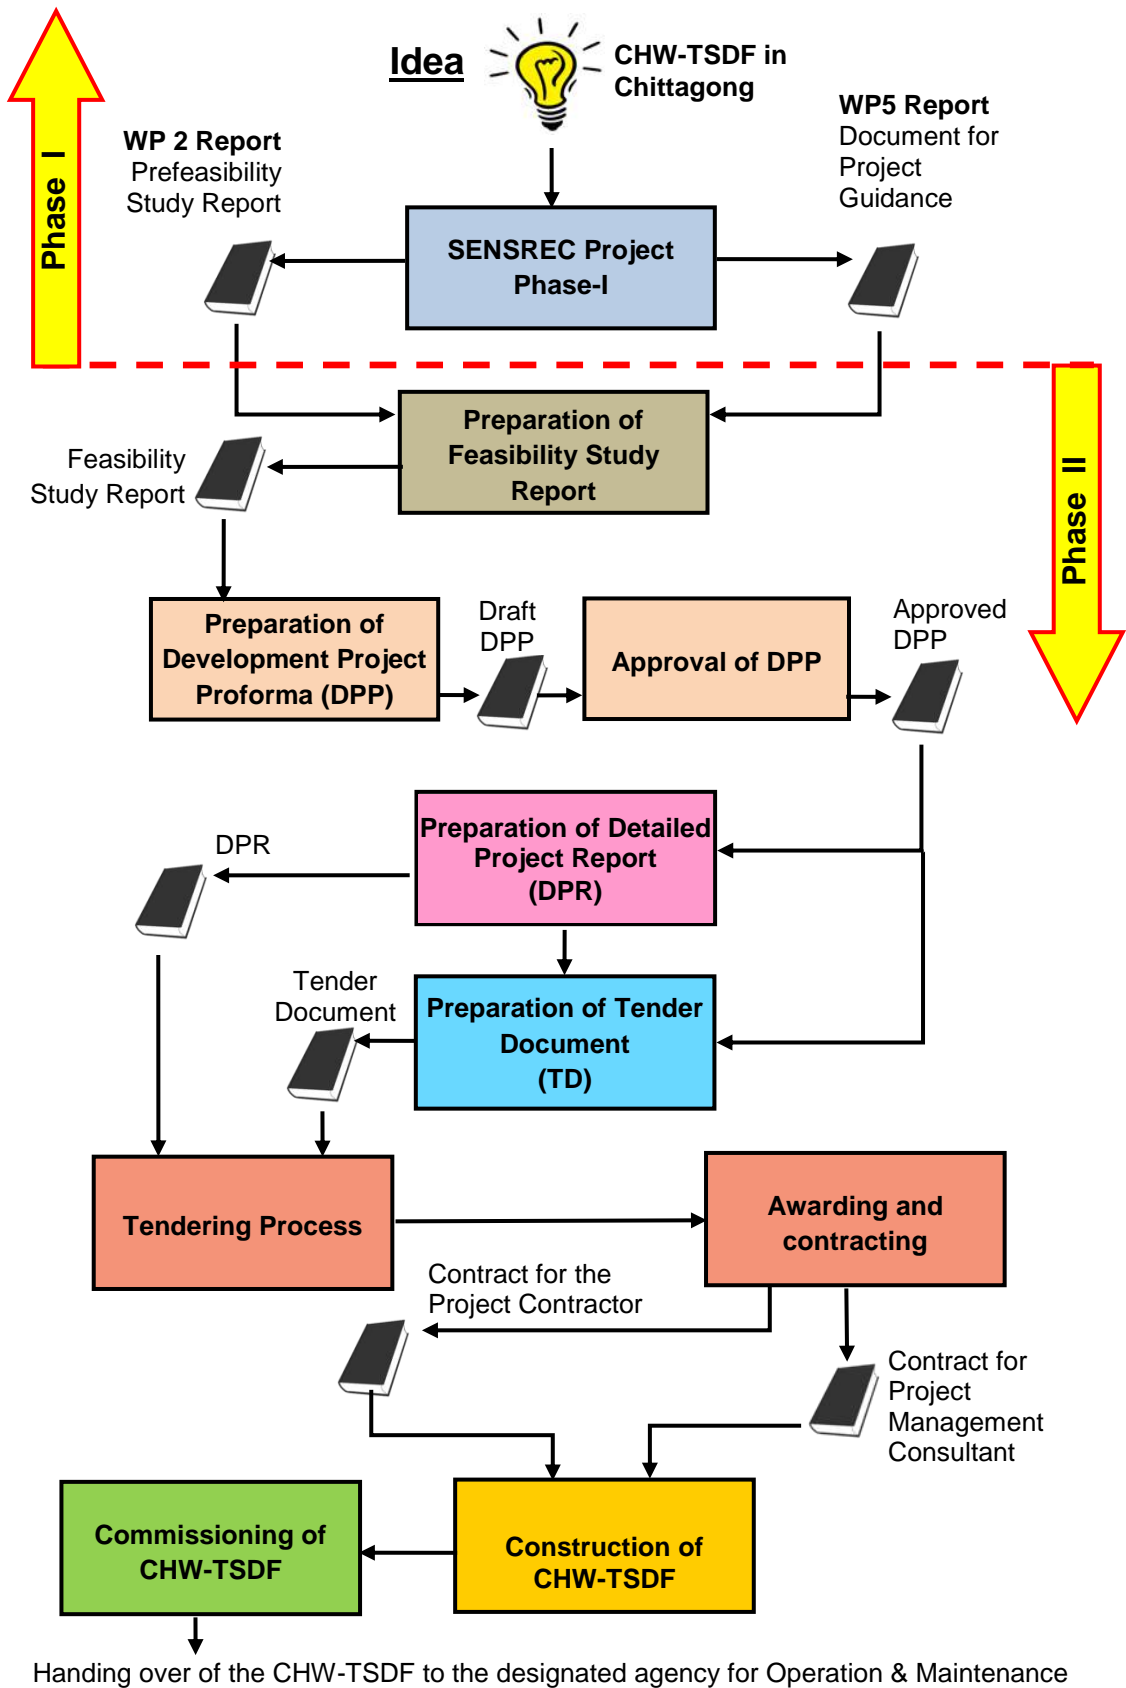 Idea
CHW-TSDF in
Chittagong
WP 2 Report
Prefeasibility
Study Report
WP5 Report
Document for
Project
Guidance
Phase I
SENSREC Project
Phase-I
Preparation of
Feasibility Study
Report
Feasibility
Study Report
Phase II
Preparation of
Development Project
Proforma (DPP)
Draft
DPP
Approval of DPP
Approved
DPP
Preparation of Detailed
Project Report
(DPR)
DPR
Tender
Document
Preparation of Tender
Document
(TD)
Tendering Process
Awarding and
contracting
Contract for the
Project Contractor
Contract for
Project
Management
Consultant
Commissioning of
CHW-TSDF
Construction of
CHW-TSDF
Handing over of the CHW-TSDF to the designated agency for Operation & Maintenance